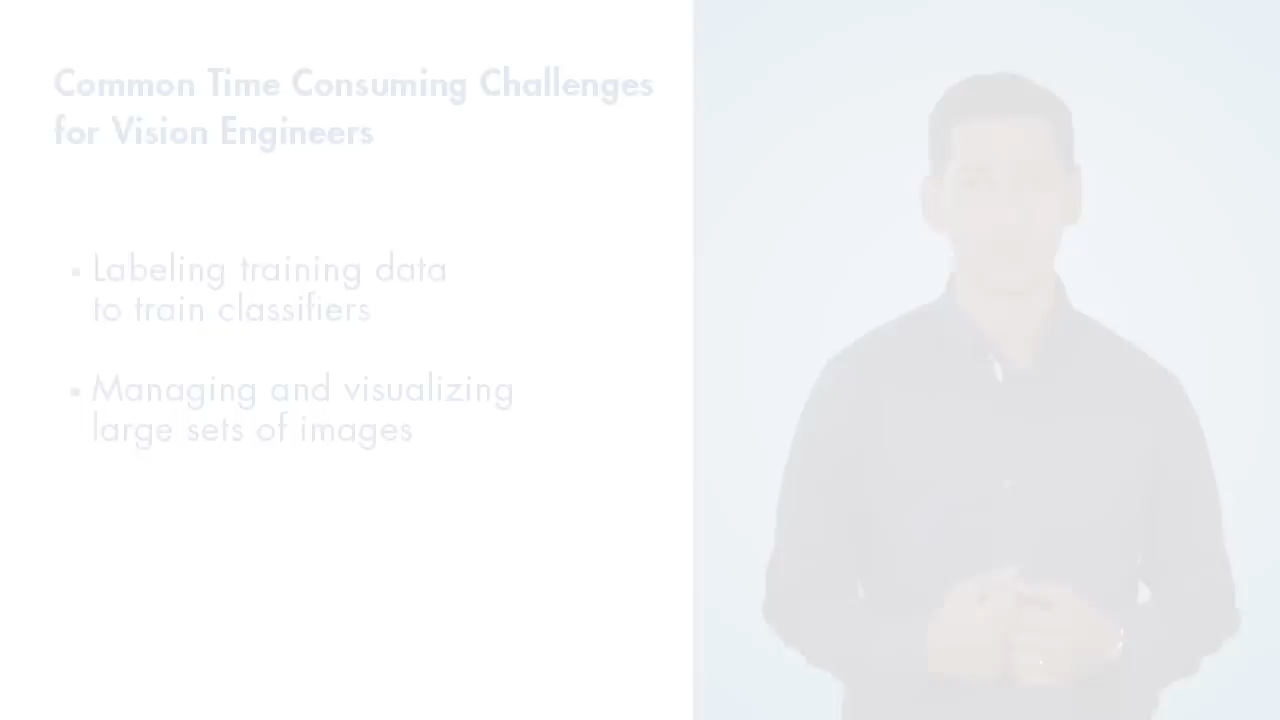 Common Time Consuming Challenges
for Vision Engineers
▪ Labeling training data
to train classifiers
▪ Managing and visualizing
large sets of images